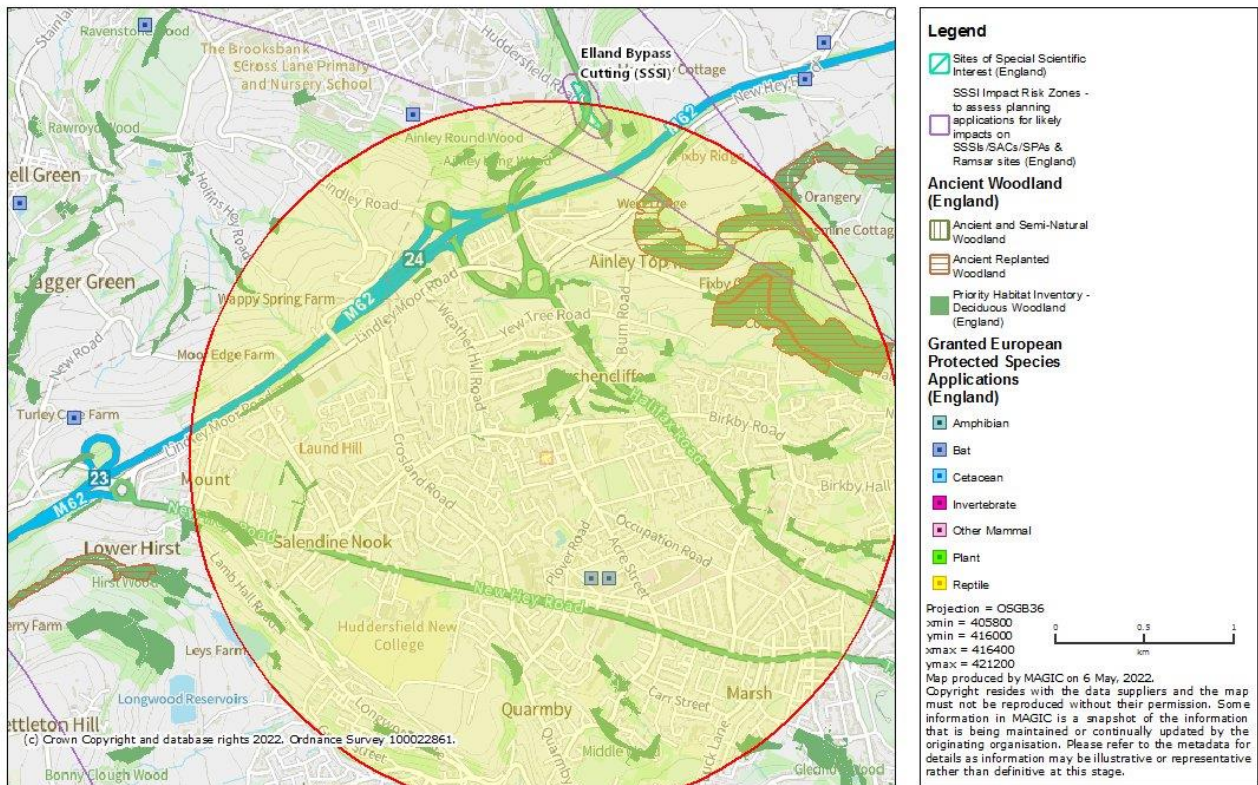 Ravenstone Wood
The Brooksbank
School
Cross Lane Primary
and Nursery School
Huddersfield Road
Elland Bypass
Cutting (SSSI)
Cottage
New Hey Road
M62
Rawroyd Wood
Ainley Round Wood
Ainley Long Wood
Fixby Ridge
Hollins Hey Road
Lindley Road
The Orangery
Jasmine Cottage
24
Ainley Top
Jagger Green
Wappy Spring Farm
M62
Lindley Moor Road
Weather Hill Road
Yew Tree Road
Burn Road
New Road
Moor Edge Farm
Halifax Road
Birkby Road
Lindley Moor Road
Laund Hill
Crosland Road
23
M62
Mount
Birkby Hall
Lower Hirst
Hirst Wood
Salendine Nook
Lamb Hall Road
Plover Road
Acre Street
Occupation Road
New Hey Road
Huddersfield New
College
Leys Farm
Longwood Reservoirs
Carr Street
Marsh
Quarmby
Quarmby
(c) Crown Copyright and database rights 2022. Ordnance Survey 100022861.
Bonny Clough Wood
Legend
Sites of Special Scientific
Interest (England)
SSSI Impact Risk Zones -
to assess planning
applications for likely
impacts on
SSSIs/SACs/SPAs &
Ramsar sites (England)
Ancient Woodland
(England)
Ancient and Semi-Natural
Woodland
Ancient Replanted
Woodland
Priority Habitat Inventory -
Deciduous Woodland
(England)
Granted European
Protected Species
Applications
(England)
Amphibian
Bat
Cetacean
Invertebrate
Other Mammal
Plant
Reptile
Projection = OSGB36
xmin = 405800
ymin = 416000
xmax = 416400
ymax = 421200
0 0.5 1
km
Map produced by MAGIC on 6 May, 2022.
Copyright resides with the data suppliers and the map
must not be reproduced without their permission. Some
information in MAGIC is a snapshot of the information
that is being maintained or continually updated by the
originating organisation. Please refer to the metadata for
details as information may be illustrative or representative
rather than definitive at this stage.